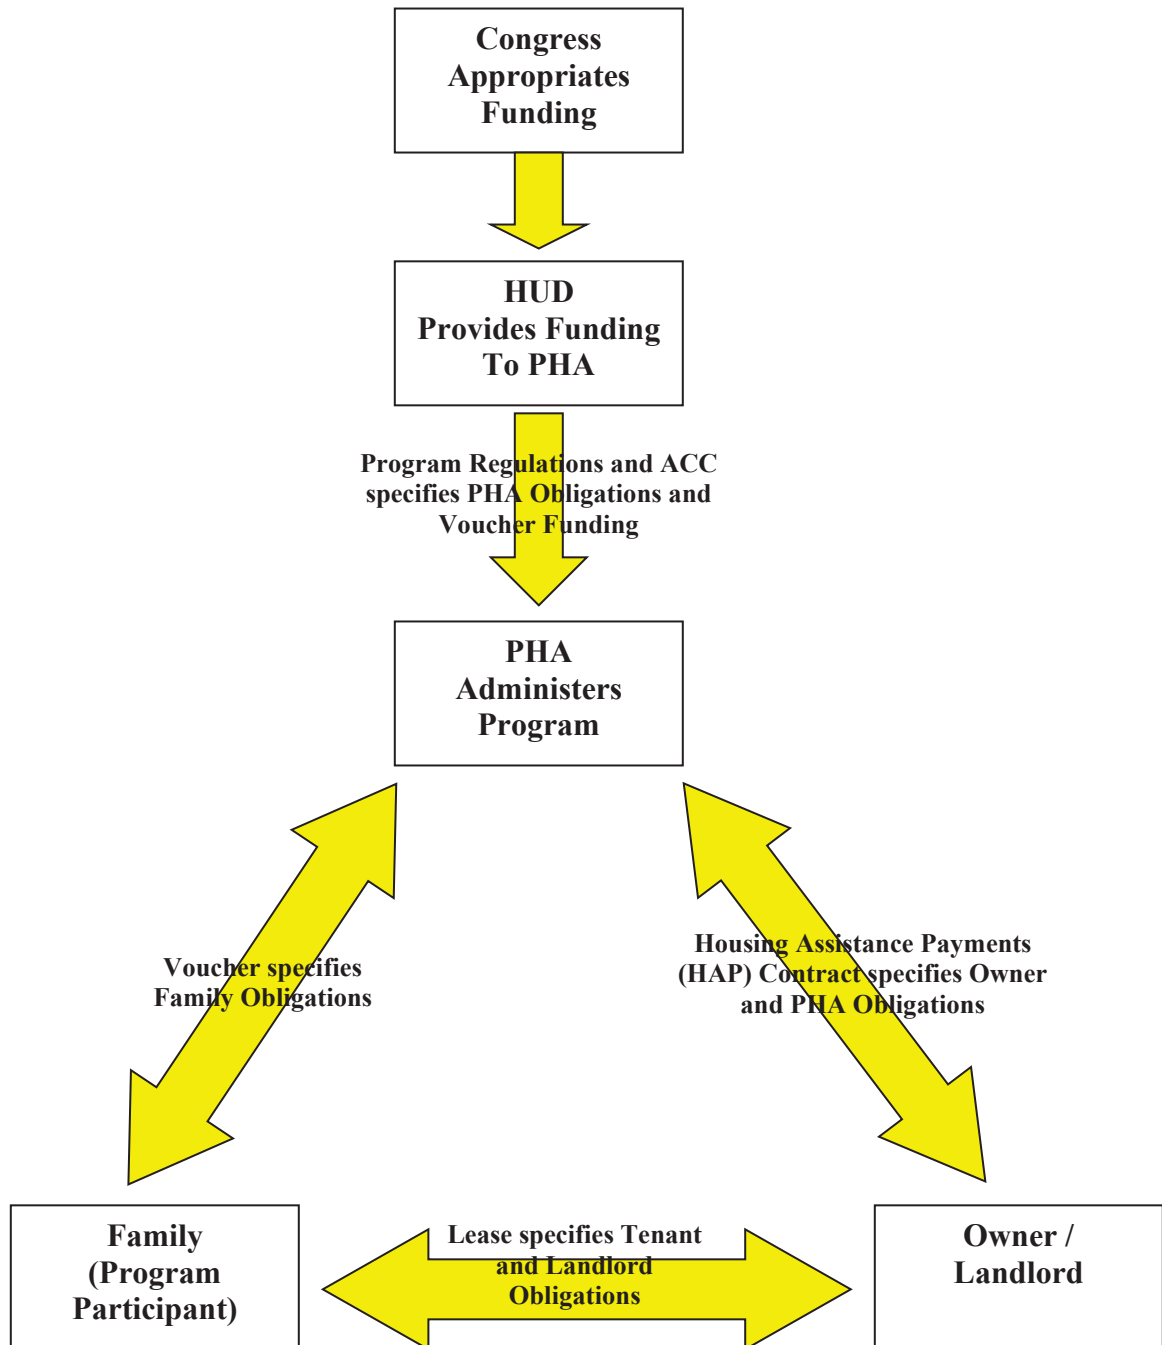 Congress
Appropriates
Funding
HUD
Provides Funding
To PHA
Program Regulations and ACC
specifies PHA Obligations and
Voucher Funding
PHA
Administers
Program
Voucher specifies
Family Obligations
Housing Assistance Payments
(HAP) Contract specifies Owner
and PHA Obligations
Family
(Program
Participant)
Lease specifies Tenant
and Landlord
Obligations
Owner /
Landlord